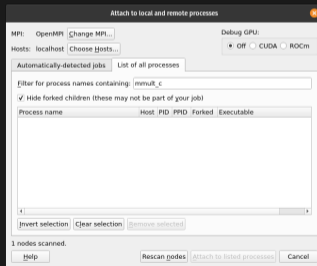 Attach to local and remote processes
MPI: OpenMPI Change MPI...
Debug GPU:
Hosts: localhost Choose Hosts...
Off CUDA ROCm
Automatically-detected jobs List of all processes
Filter for process names containing: mmult_c
Hide forked children (these may not be part of your job)
Process name Host PID PPID Forked Executable
Invert selection Clear selection Remove selected
1 nodes scanned.
Help Rescan nodes Attach to listed processes Cancel